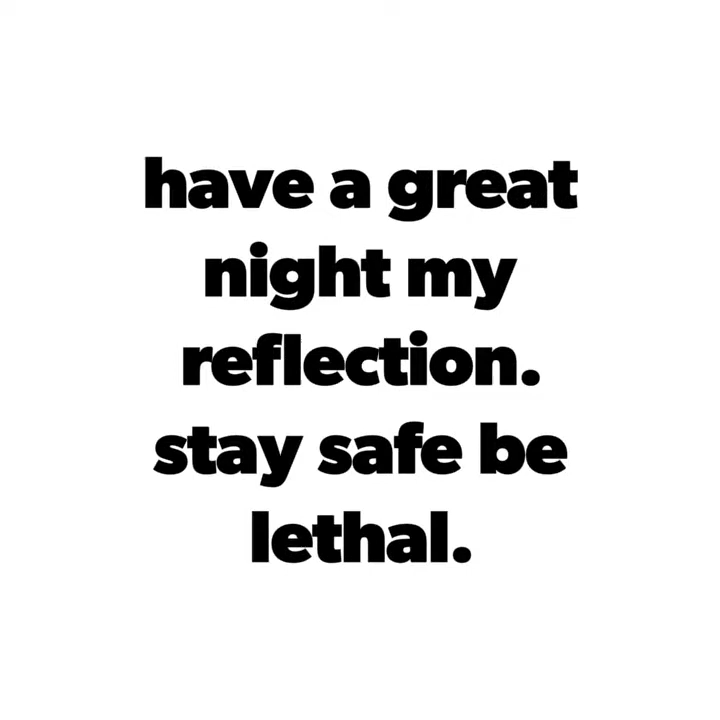 have a great
night my
reflection.
stay safe be
lethal.